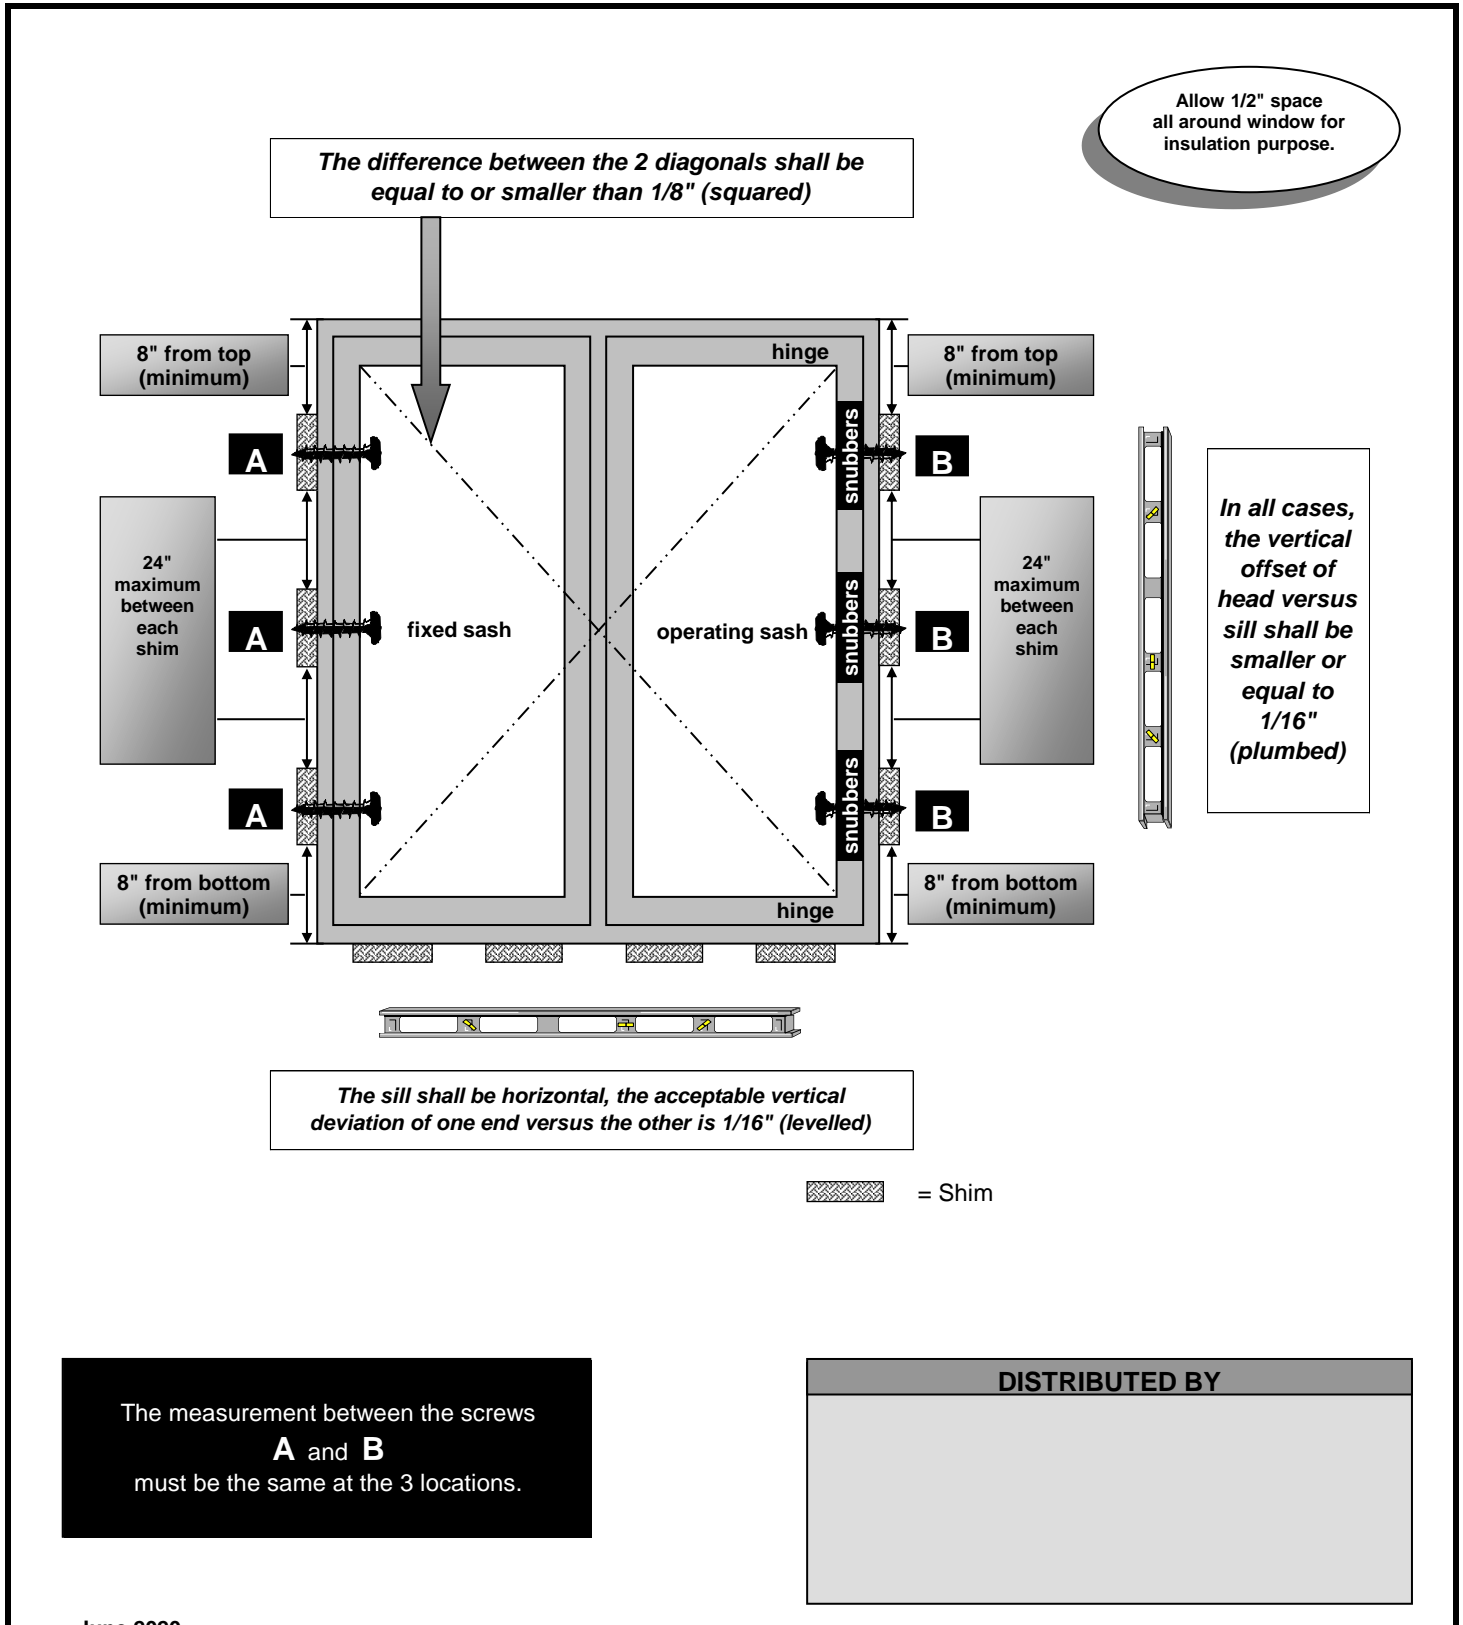 Allow 1/2" space
all around window for
insulation purpose.
The difference between the 2 diagonals shall be
equal to or smaller than 1/8" (squared)
8" from top
(minimum)
hinge
8" from top
(minimum)
A
snubbers
B
24"
maximum
between
each
shim
A
fixed sash
operating sash
snubbers
B
24"
maximum
between
each
shim
In all cases,
the vertical
offset of
head versus
sill shall be
smaller or
equal to
1/16"
(plumbed)
A
snubbers
B
8" from bottom
(minimum)
hinge
8" from bottom
(minimum)
The sill shall be horizontal, the acceptable vertical
deviation of one end versus the other is 1/16" (levelled)
= Shim
The measurement between the screws
A and B
must be the same at the 3 locations.
DISTRIBUTED BY